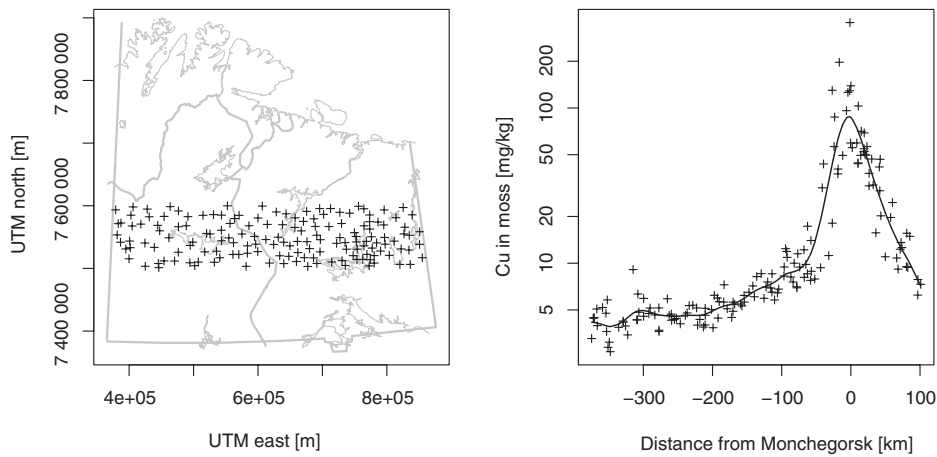 UTM north [m]
7 400 000
7 600 000
7 800 000
4e+05
6e+05
8e+05
UTM east [m]
Cu in moss [mg/kg]
5
10
20
50
100
200
−300
−200
−100
0
100
Distance from Monchegorsk [km]